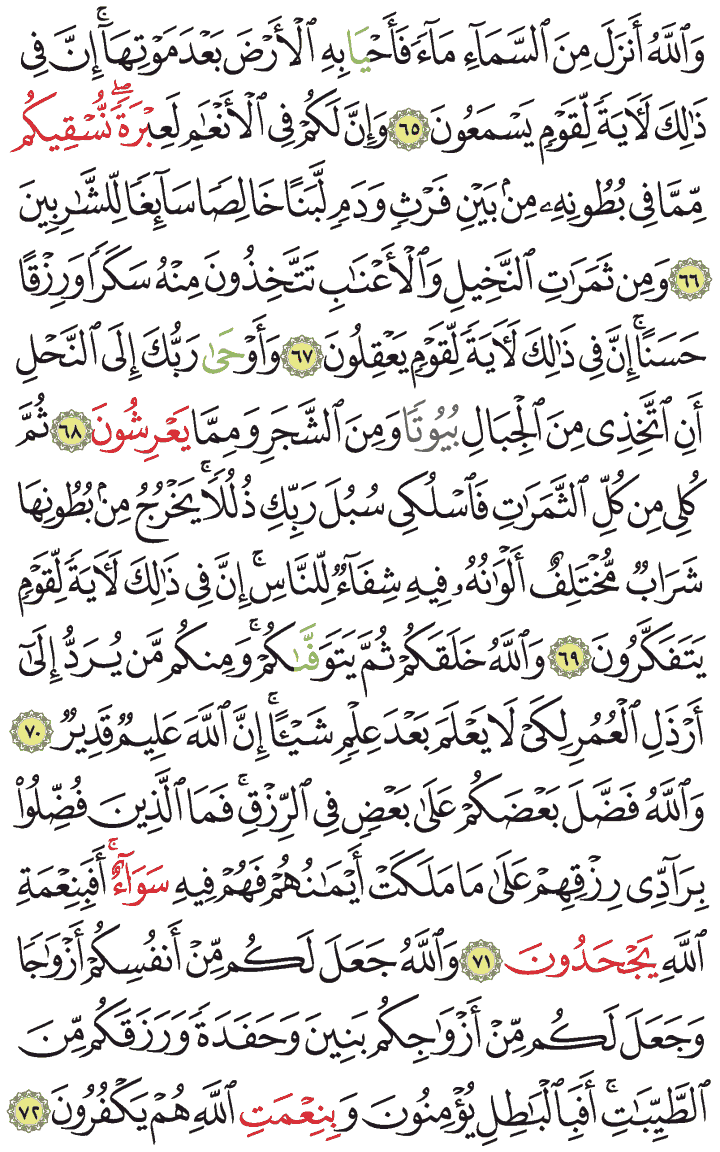 وَٱللَّهُ أَنزَلَ مِنَ ٱلسَّمَآءِ مَآءً فَأَحۡيَا بِهِ ٱلۡأَرۡضَ بَعۡدَ مَوۡتِهَآۚ إِنَّ فِي
ذَٰلِكَ لَأٓيَةٗ لِّقَوۡمٖ يَسۡمَعُونَ ٦٥ وَإِنَّ لَكُمۡ فِي ٱلۡأَنۡعَٰمِ لَعِبۡرَةٗۖ نُّسۡقِيكُم
مِّمَّا فِي بُطُونِهِۦ مِنۢ بَيۡنِ فَرۡثٖ وَدَمٖ لَّبَنًا خَالِصٗا سَآئِغٗا لِّلشَّٰرِبِينَ
٦٦ وَمِن ثَمَرَٰتِ ٱلنَّخِيلِ وَٱلۡأَعۡنَٰبِ تَتَّخِذُونَ مِنۡهُ سَكَرٗا وَرِزۡقًا
حَسَنًاۚ إِنَّ فِي ذَٰلِكَ لَأٓيَةٗ لِّقَوۡمٖ يَعۡقِلُونَ ٦٧ وَأَوۡحَىٰ رَبُّكَ إِلَى ٱلنَّحۡلِ
أَنِ ٱتَّخِذِي مِنَ ٱلۡجِبَالِ بُيُوتٗا وَمِنَ ٱلشَّجَرِ وَمِمَّا يَعۡرِشُونَ ٦٨ ثُمَّ
كُلِي مِن كُلِّ ٱلثَّمَرَٰتِ فَٱسۡلُكِي سُبُلَ رَبِّكِ ذُلُلٗاۚ يَخۡرُجُ مِنۢ بُطُونِهَا
شَرَابٞ مُّخۡتَلِفٌ أَلۡوَٰنُهُۥ فِيهِ شِفَآءٞ لِّلنَّاسِۚ إِنَّ فِي ذَٰلِكَ لَأٓيَةٗ لِّقَوۡمٖ
يَتَفَكَّرُونَ ٦٩ وَٱللَّهُ خَلَقَكُمۡ ثُمَّ يَتَوَفَّىٰكُمۡۚ وَمِنكُم مَّن يُرَدُّ إِلَىٰٓ
أَرۡذَلِ ٱلۡعُمُرِ لِكَيۡ لَا يَعۡلَمَ بَعۡدَ عِلۡمٖ شَيۡـًٔاۚ إِنَّ ٱللَّهَ عَلِيمٞ قَدِيرٞ ٧٠
وَٱللَّهُ فَضَّلَ بَعۡضَكُمۡ عَلَىٰ بَعۡضٖ فِي ٱلرِّزۡقِۚ فَمَا ٱلَّذِينَ فُضِّلُواْ
بِرَآدِّي رِزۡقِهِمۡ عَلَىٰ مَا مَلَكَتۡ أَيۡمَٰنُهُمۡ فَهُمۡ فِيهِ سَوَآءٌۚ أَفَبِنِعۡمَةِ
ٱللَّهِ يَجۡحَدُونَ ٧١ وَٱللَّهُ جَعَلَ لَكُم مِّنۡ أَنفُسِكُمۡ أَزۡوَٰجٗا
وَجَعَلَ لَكُم مِّنۡ أَزۡوَٰجِكُم بَنِينَ وَحَفَدَةٗ وَرَزَقَكُم مِّنَ
ٱلطَّيِّبَٰتِۚ أَفَبِٱلۡبَٰطِلِ يُؤۡمِنُونَ وَبِنِعۡمَتِ ٱللَّهِ هُمۡ يَكۡفُرُونَ ٧٢